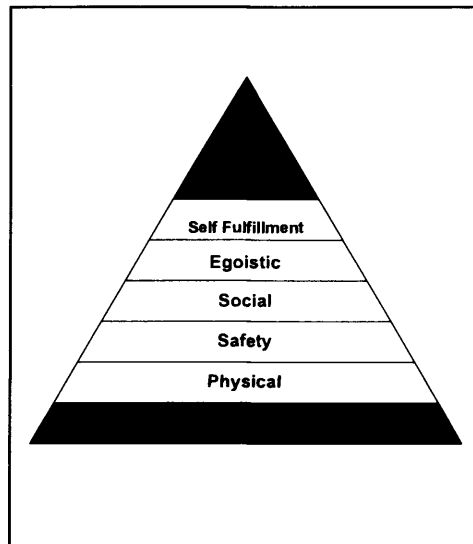 Self Fulfillment
Egoistic
Social
Safety
Physical